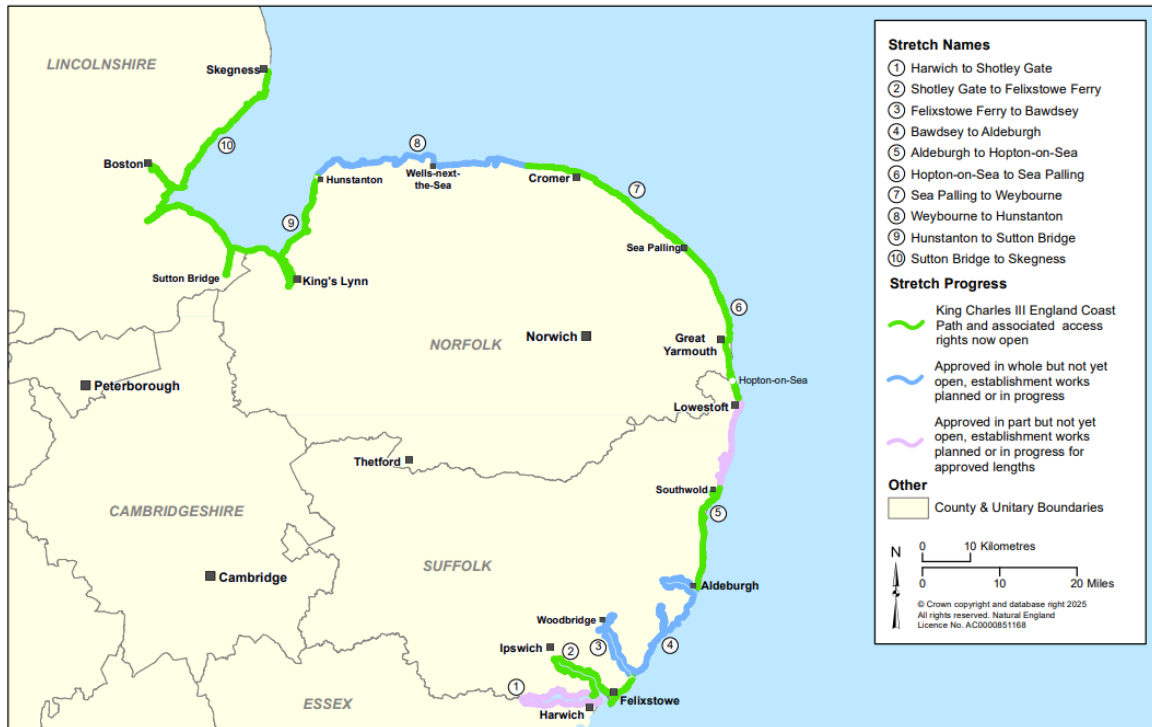 LINCOLNSHIRE
Skegness
10
Boston
8
Hunstanton
Wells-next-
the-Sea
Cromer
7
9
Sea Palling
Sutton Bridge
King's Lynn
6
Norwich
Great
Yarmouth
NORFOLK
Peterborough
Hopton-on-Sea
Lowestoft
Thetford
Southwold
CAMBRIDGESHIRE
5
SUFFOLK
Cambridge
Aldeburgh
Woodbridge
Ipswich
2
3
4
1
Felixstowe
ESSEX
Harwich
Stretch Names
1 Harwich to Shotley Gate
2 Shotley Gate to Felixstowe Ferry
3 Felixstowe Ferry to Bawdsey
4 Bawdsey to Aldeburgh
5 Aldeburgh to Hopton-on-Sea
6 Hopton-on-Sea to Sea Palling
7 Sea Palling to Weybourne
8 Weybourne to Hunstanton
9 Hunstanton to Sutton Bridge
10 Sutton Bridge to Skegness
Stretch Progress
King Charles III England Coast
Path and associated access
rights now open
Approved in whole but not yet
open, establishment works
planned or in progress
Approved in part but not yet
open, establishment works
planned or in progress for
approved lengths
Other
County & Unitary Boundaries
N
0 10 Kilometres
0 10 20 Miles
© Crown copyright and database right 2025
All rights reserved. Natural England
Licence No. AC0000851168